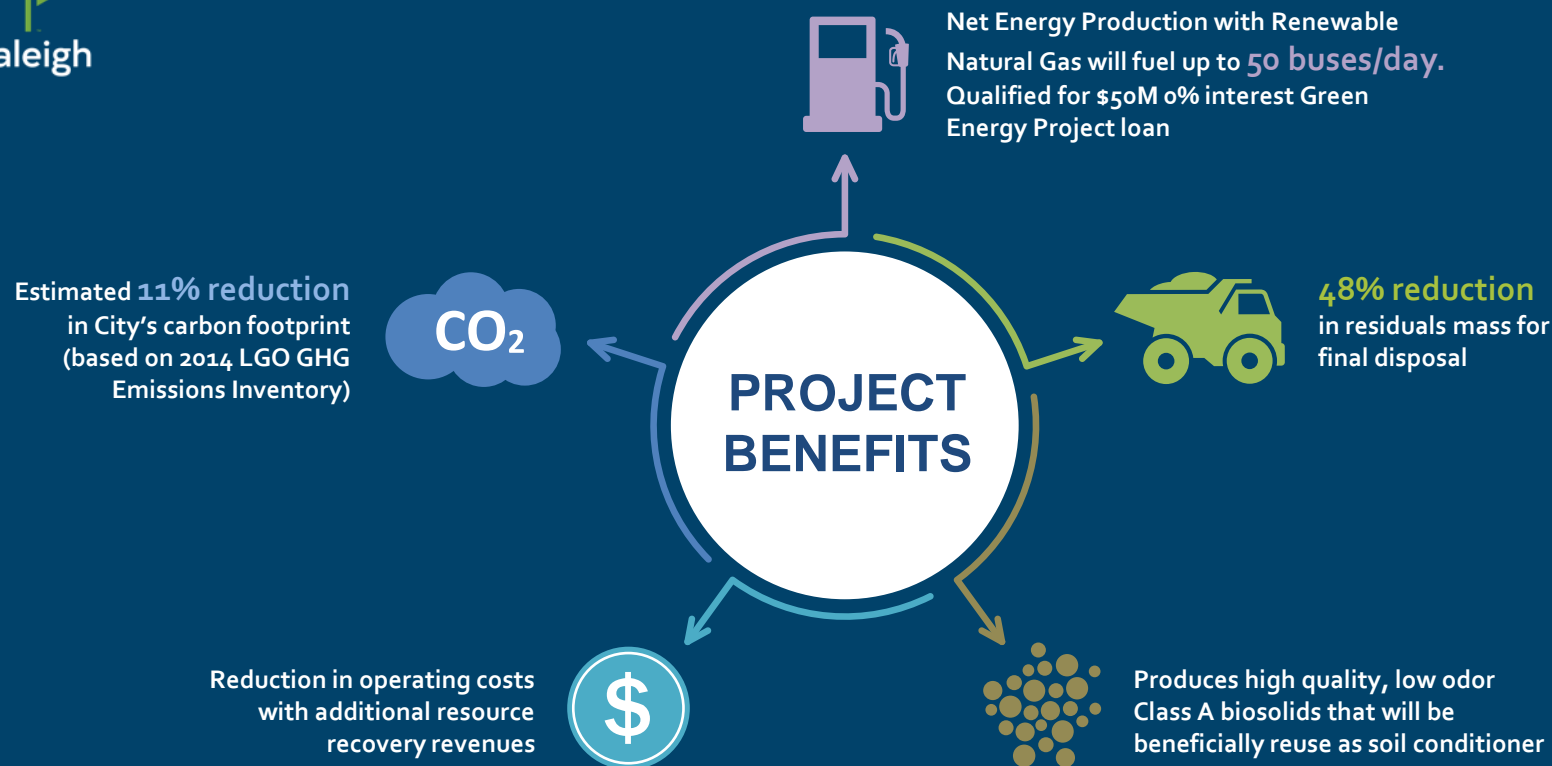 aleigh
Net Energy Production with Renewable
Natural Gas will fuel up to 50 buses/day.
Qualified for $50M 0% interest Green
Energy Project loan
Estimated 11% reduction
in City's carbon footprint
(based on 2014 LGO GHG
Emissions Inventory)
CO₂
48% reduction
in residuals mass for
final disposal
PROJECT
BENEFITS
Reduction in operating costs
with additional resource
recovery revenues
$
Produces high quality, low odor
Class A biosolids that will be
beneficially reuse as soil conditioner